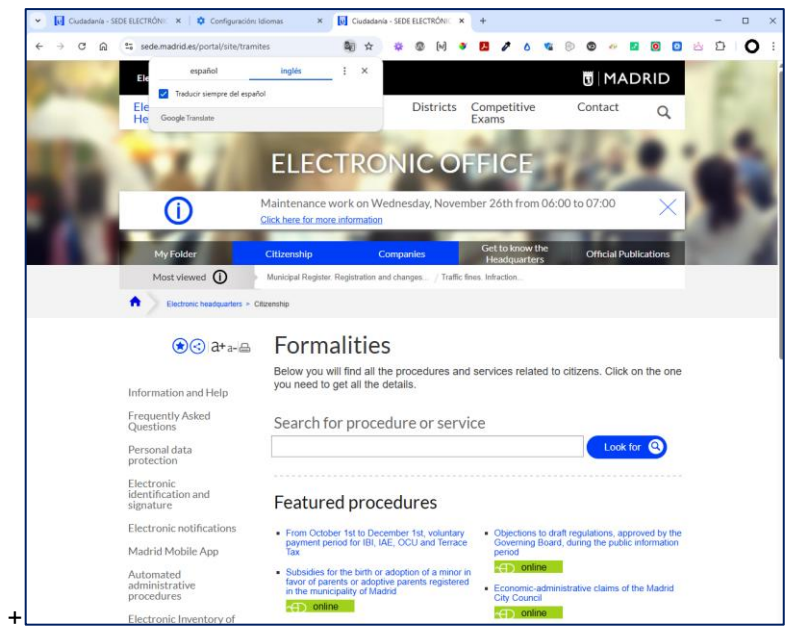 Ciudadanía - SEDE ELECTRÓNI
Configuración: Idiomas
Ciudadanía - SEDE ELECTRÓNI
sede.madrid.es/portal/site/tramites
español
inglés
Traducir siempre del español
Google Translate
Ele
MADRID
Ele
He
Districts
Competitive
Exams
Contact
ELECTRONIC OFFICE
Maintenance work on Wednesday, November 26th from 06:00 to 07:00
Click here for more information
My Folder
Citizenship
Companies
Get to know the
Headquarters
Official Publications
Most viewed
Municipal Register. Registration and changes... / Traffic fines. Infraction...
Electronic headquarters > Citizenship
a+ a-
Formalities
Below you will find all the procedures and services related to citizens. Click on the one
you need to get all the details.
Information and Help
Frequently Asked
Questions
Personal data
protection
Electronic
identification and
signature
Electronic notifications
Madrid Mobile App
Automated
administrative
procedures
Electronic Inventory of
Search for procedure or service
Look for
Featured procedures
From October 1st to December 1st, voluntary
payment period for IBI, IAE, OCU and Terrace
Tax
Subsidies for the birth or adoption of a minor in
favor of parents or adoptive parents registered
in the municipality of Madrid
online
Objections to draft regulations, approved by the
Governing Board, during the public information
period
online
Economic-administrative claims of the Madrid
City Council
online
+